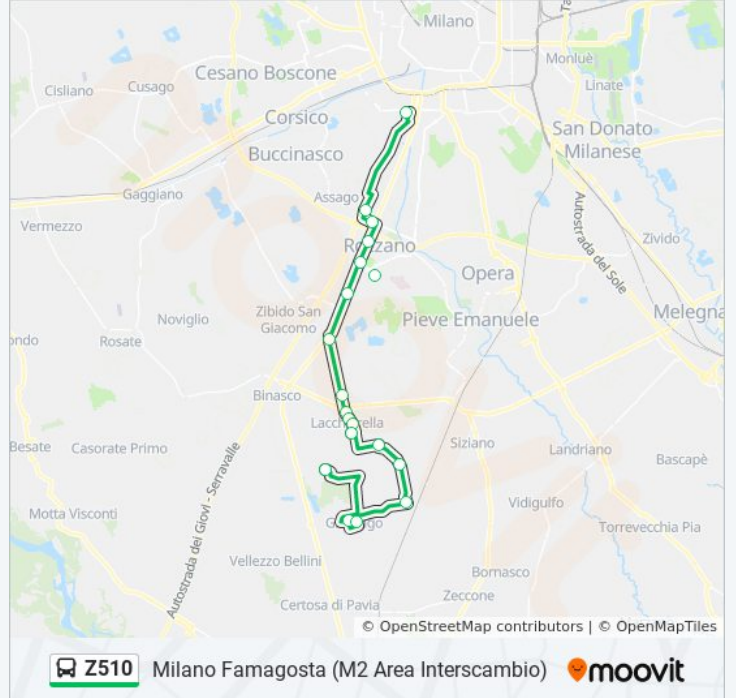 Milano
Ta
Monluè
Cesano Boscone
Linate
Cisliano
Cusago
Corsico
San Donato
Milanese
Buccinasco
Gaggiano
Assago
Autostrada del Sole
Vermezzo
Zivido
Rozzano
Opera
Zibido San
Giacomo
Melegna
Noviglio
Pieve Emanuele
ondo
Rosate
Binasco
Lacchiarella
Siziano
Besate
Casorate Primo
Landriano
Bascapè
Autostrada dei Giovi - Serravalle
Motta Visconti
Vidigulfo
Torrevecchia Pia
Vellezzo Bellini
Bornasco
Zeccone
Certosa di Pavia
© OpenStreetMap contributors | © OpenMapTiles
Z510 Milano Famagosta (M2 Area Interscambio) moovit